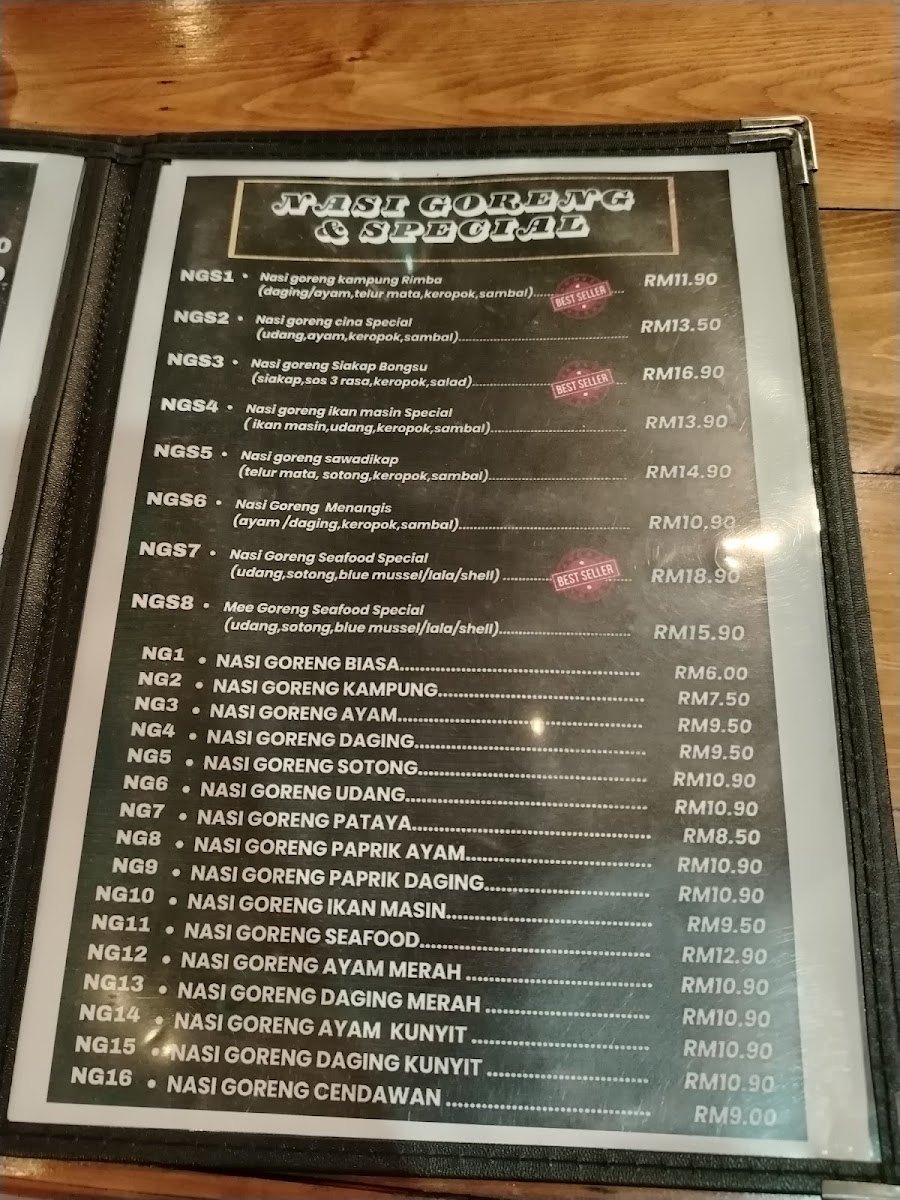 NASI GORENG
& SPECIAL
NGS1 • Nasi goreng kampung Rimba
(daging/ayam,telur mata,keropok,sambal)...... BEST SELLER RM11.90
NGS2 • Nasi goreng cina Special
(udang,ayam,keropok,sambal)...... RM13.50
NGS3 • Nasi goreng Siakap Bongsu
(siakap,sos 3 rasa,keropok,salad)...... BEST SELLER RM16.90
NGS4 • Nasi goreng ikan masin Special
( ikan masin,udang,keropok,sambal)...... RM13.90
NGS5 • Nasi goreng sawadikap
(telur mata, sotong,keropok,sambal)...... RM14.90
NGS6 • Nasi Goreng Menangis
(ayam /daging,keropok,sambal)...... RM10.90
NGS7 • Nasi Goreng Seafood Special
(udang,sotong,blue mussel/lala/shell) ...... BEST SELLER RM18.90
NGS8 • Mee Goreng Seafood Special
(udang,sotong,blue mussel/lala/shell)...... RM15.90
NG1 • NASI GORENG BIASA...... RM6.00
NG2 • NASI GORENG KAMPUNG...... RM7.50
NG3 • NASI GORENG AYAM...... RM9.50
NG4 • NASI GORENG DAGING...... RM9.50
NG5 • NASI GORENG SOTONG...... RM10.90
NG6 • NASI GORENG UDANG...... RM10.90
NG7 • NASI GORENG PATAYA...... RM8.50
NG8 • NASI GORENG PAPRIK AYAM...... RM10.90
NG9 • NASI GORENG PAPRIK DAGING...... RM10.90
NG10 • NASI GORENG IKAN MASIN...... RM9.50
NG11 • NASI GORENG SEAFOOD...... RM12.90
NG12 • NASI GORENG AYAM MERAH ...... RM10.90
NG13 • NASI GORENG DAGING MERAH ...... RM10.90
NG14 • NASI GORENG AYAM KUNYIT ...... RM10.90
NG15 • NASI GORENG DAGING KUNYIT ...... RM10.90
NG16 • NASI GORENG CENDAWAN ...... RM9.00